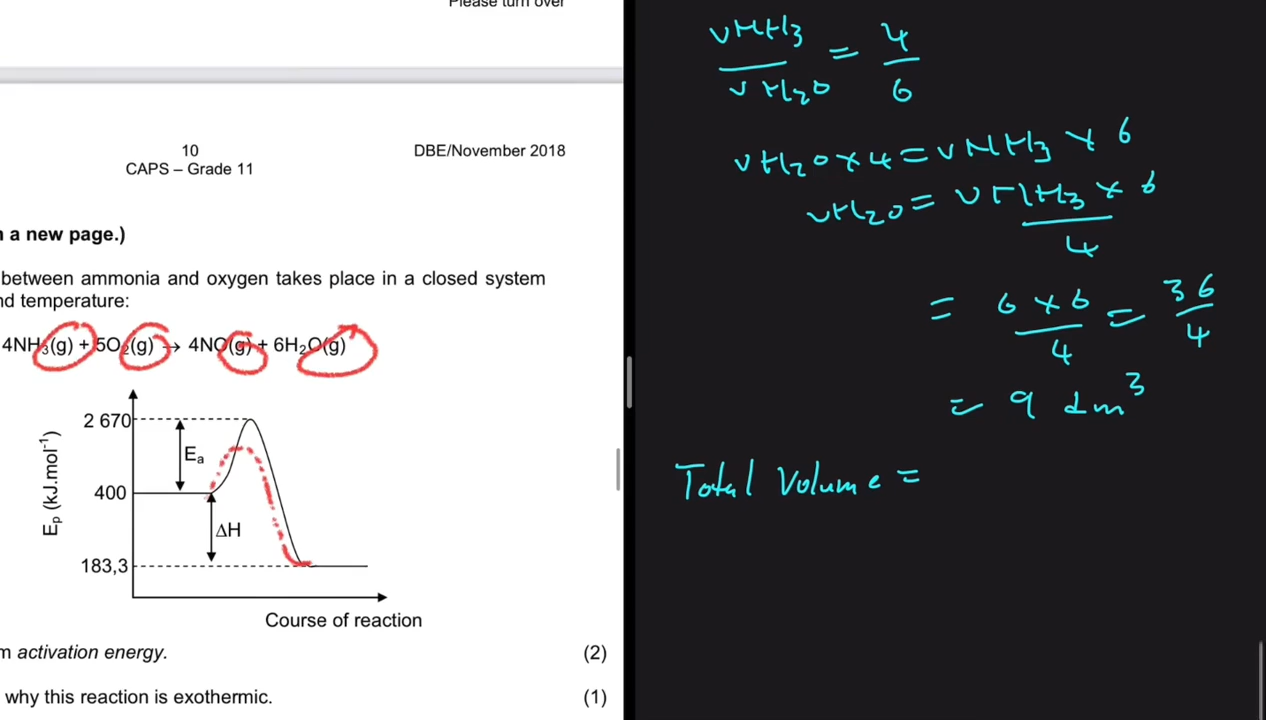 Please turn over
10
CAPS – Grade 11
DBE/November 2018
n a new page.)
between ammonia and oxygen takes place in a closed system
nd temperature:
4NH₃(g) + 5O₂(g) → 4NO(g) + 6H₂O(g)
2 670
Eₐ
400
ΔH
183,3
Eₚ (kJ.mol⁻¹)
Course of reaction
m activation energy. (2)
why this reaction is exothermic. (1)
vNH₃/vH₂O = 4/6
vH₂O × 4 = vNH₃ × 6
vH₂O = vNH₃ × 6/4
= 6 × 6/4 = 36/4
= 9 dm³
Total Volume =